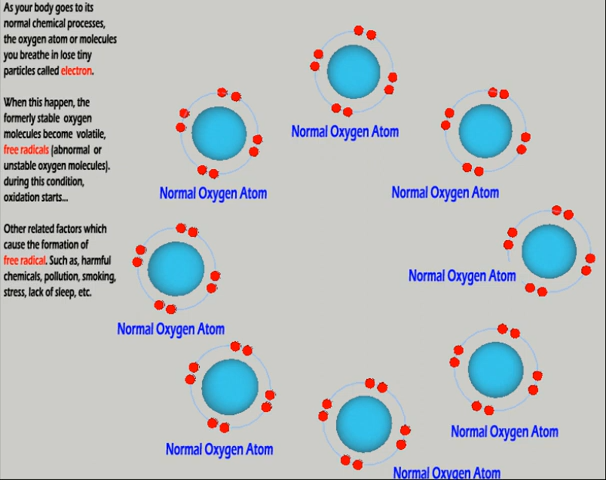 As your body goes to its
normal chemical processes,
the oxygen atom or molecules
you breathe in lose tiny
particles called electron.
When this happen, the
formerly stable oxygen
molecules become volatile,
free radicals (abnormal or
unstable oxygen molecules).
during this condition,
oxidation starts...
Other related factors which
cause the formation of
free radical. Such as, harmful
chemicals, pollution, smoking,
stress, lack of sleep, etc.
Normal Oxygen Atom
Normal Oxygen Atom
Normal Oxygen Atom
Normal Oxygen Atom
Normal Oxygen Atom
Normal Oxygen Atom
Normal Oxygen Atom
Normal Oxygen Atom